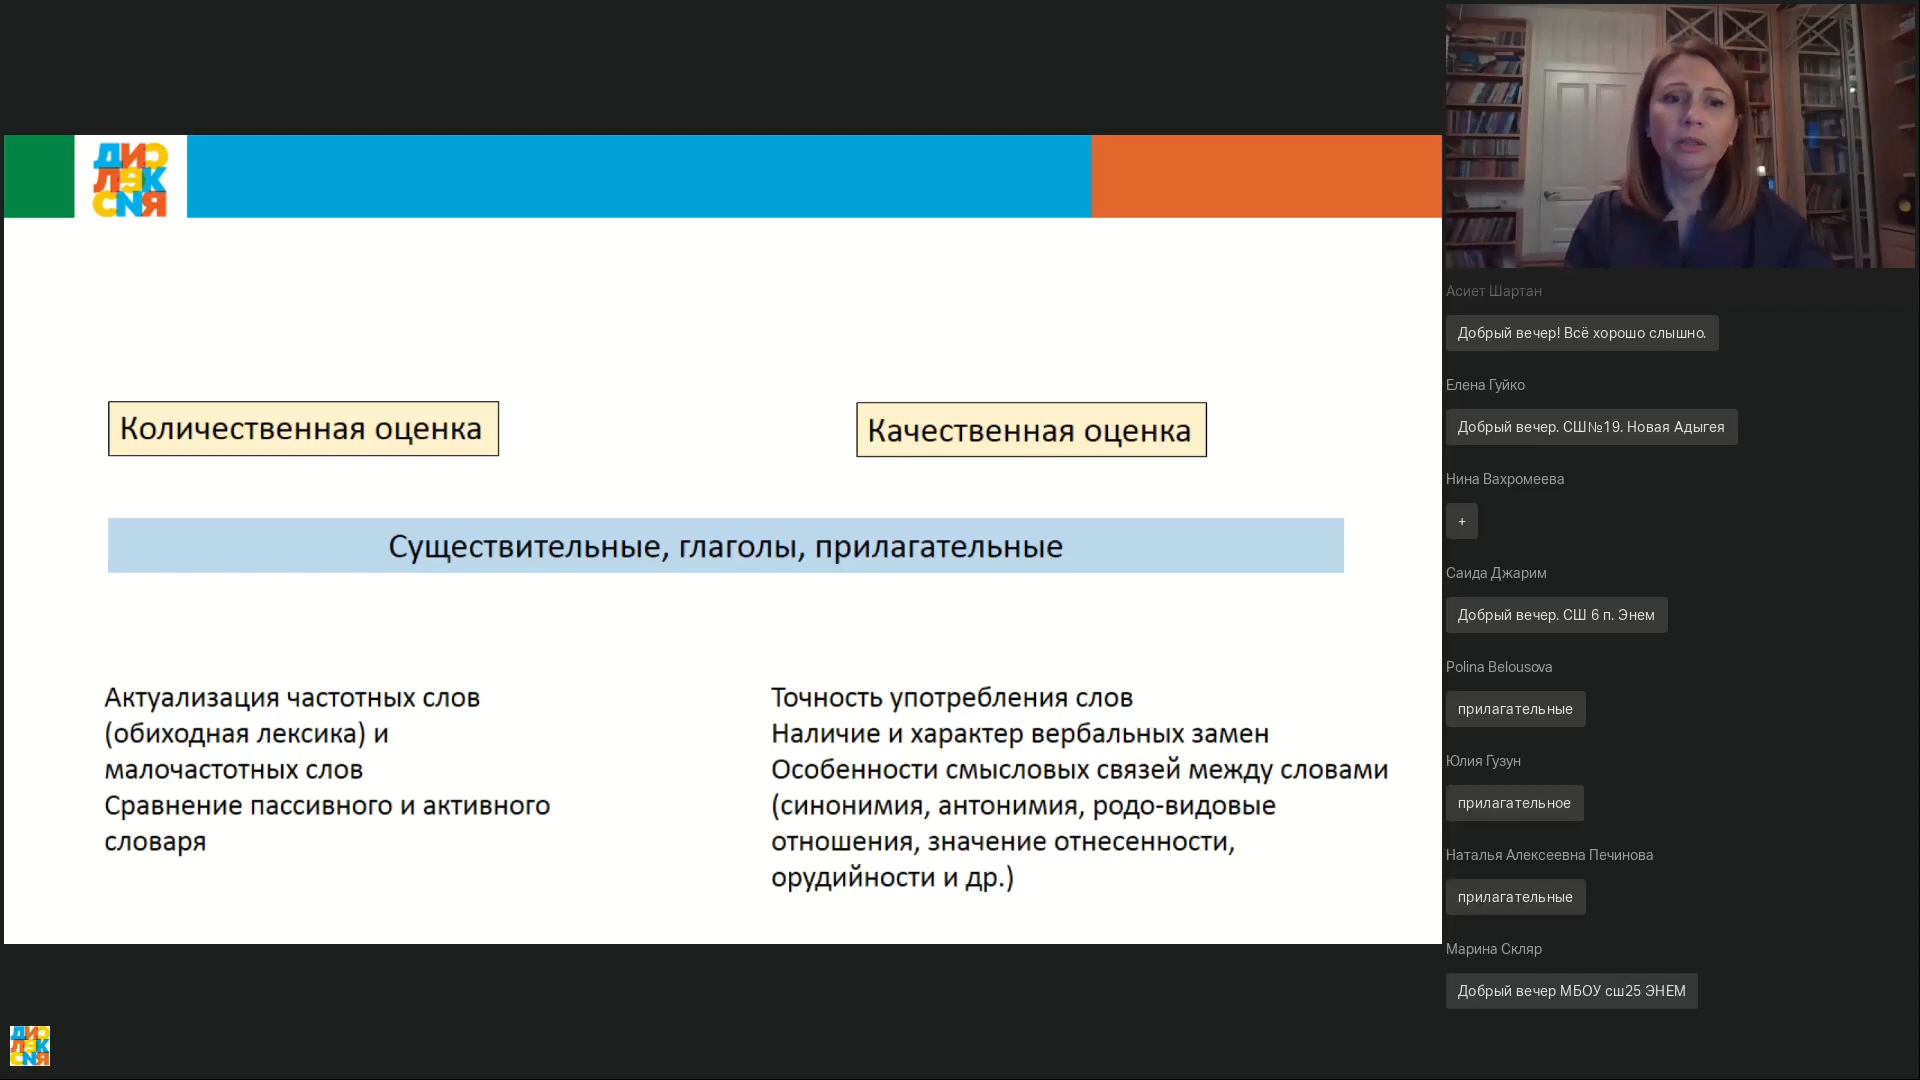 ДИС
ЛЕК
СИЯ
Количественная оценка
Качественная оценка
Существительные, глаголы, прилагательные
Актуализация частотных слов
(обиходная лексика) и
малочастотных слов
Сравнение пассивного и активного
словаря
Точность употребления слов
Наличие и характер вербальных замен
Особенности смысловых связей между словами
(синонимия, антонимия, родо-видовые
отношения, значение отнесенности,
орудийности и др.)
Асиет Шартан
Добрый вечер! Всё хорошо слышно.
Елена Гуйко
Добрый вечер. СШ№19. Новая Адыгея
Нина Вахромеева
+
Саида Джарим
Добрый вечер. СШ 6 п. Энем
Polina Belousova
прилагательные
Юлия Гузун
прилагательное
Наталья Алексеевна Печинова
прилагательные
Марина Скляр
Добрый вечер МБОУ сш25 ЭНЕМ
ДИС
ЛЕК
СИЯ